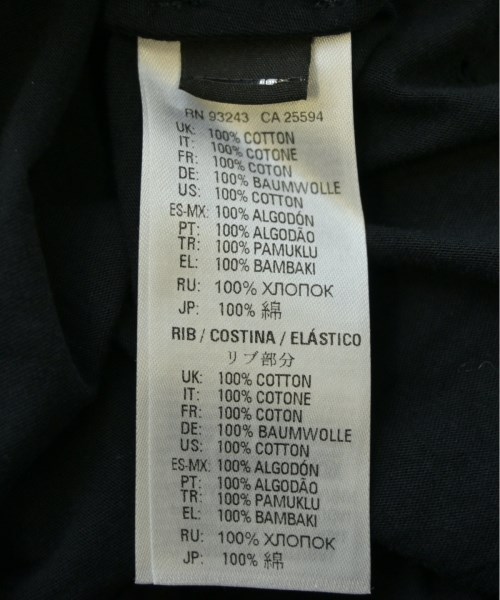 RN 93243 CA 25594
UK: 100% COTTON
IT: 100% COTONE
FR: 100% COTON
DE: 100% BAUMWOLLE
US: 100% COTTON
ES-MX: 100% ALGODÓN
PT: 100% ALGODÃO
TR: 100% PAMUKLU
EL: 100% BAMBAKI
RU: 100% ХЛОПОК
JP: 100% 綿
RIB / COSTINA / ELÁSTICO
リブ部分
UK: 100% COTTON
IT: 100% COTONE
FR: 100% COTON
DE: 100% BAUMWOLLE
US: 100% COTTON
ES-MX: 100% ALGODÓN
PT: 100% ALGODÃO
TR: 100% PAMUKLU
EL: 100% BAMBAKI
RU: 100% ХЛОПОК
JP: 100% 綿